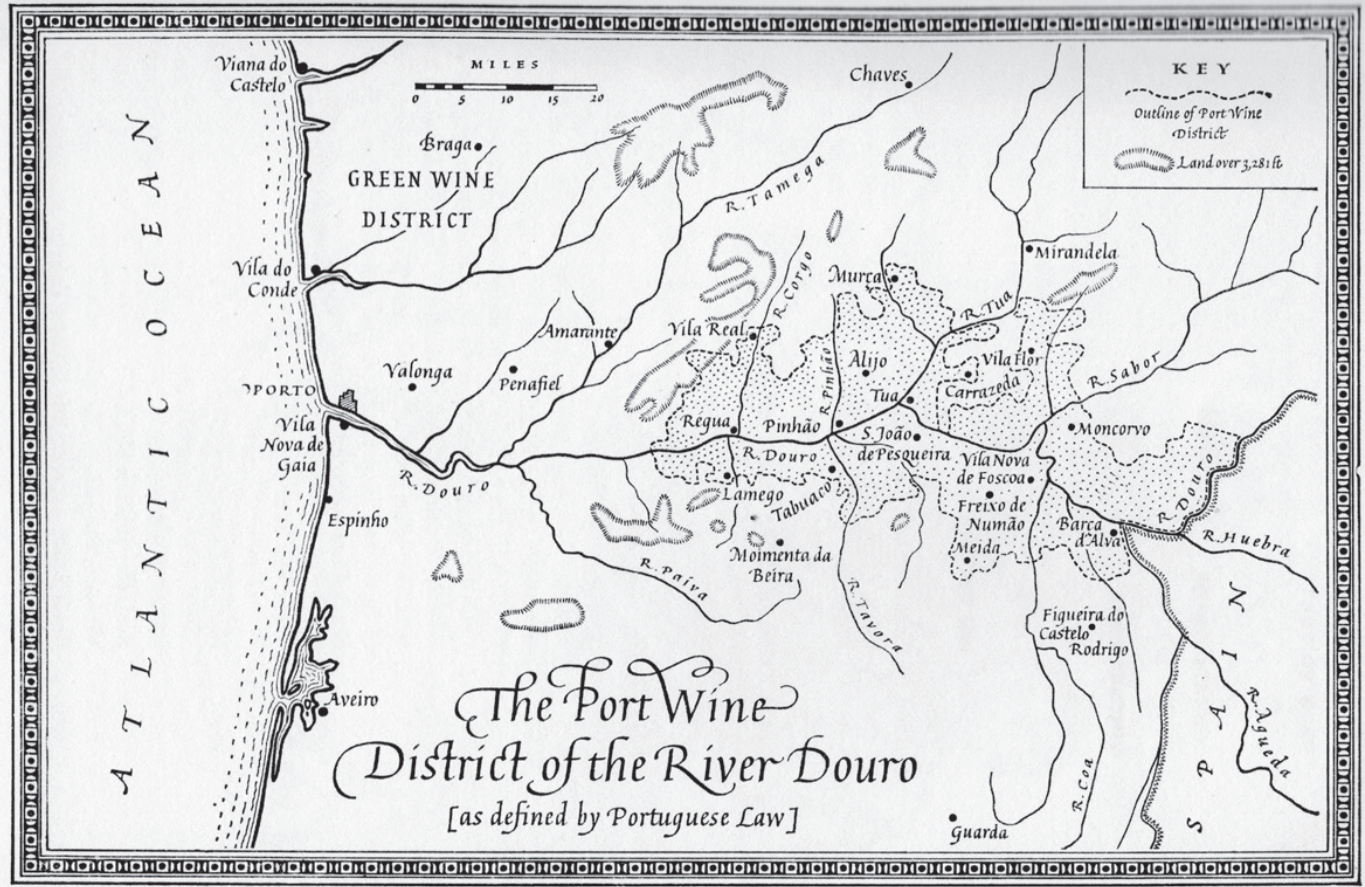 Viana do
Castelo
MILES
0 5 10 15 20
Chaves
KEY
Outline of Port Wine
District
Land over 3,281 ft
Braga
GREEN WINE
DISTRICT
R. Tamega
ATLANTIC OCEAN
Vila do
Conde
Murça
Mirandela
R. Corgo
R. Tua
Amarante
Vila Real
Valonga
Penafiel
Alijo
Vila Flor
Carrazeda
R. Sabor
R. Pinhão
PORTO
Tua
Vila
Nova de
Gaia
Regua
Pinhão
S. João
de Pesqueira
Moncorvo
R. Douro
R. Douro
Vila Nova
de Foscoa
R. Douro
Lamego
Tabuaco
Freixo de
Numão
Espinho
Barca
d'Alva
R. Huebra
Meida
Moimenta da
Beira
R. Paiva
R. Tavora
Figueira do
Castelo
Rodrigo
SPAIN
Aveiro
R. Agueda
The Port Wine
District of the River Douro
[as defined by Portuguese Law]
R. Coa
Guarda